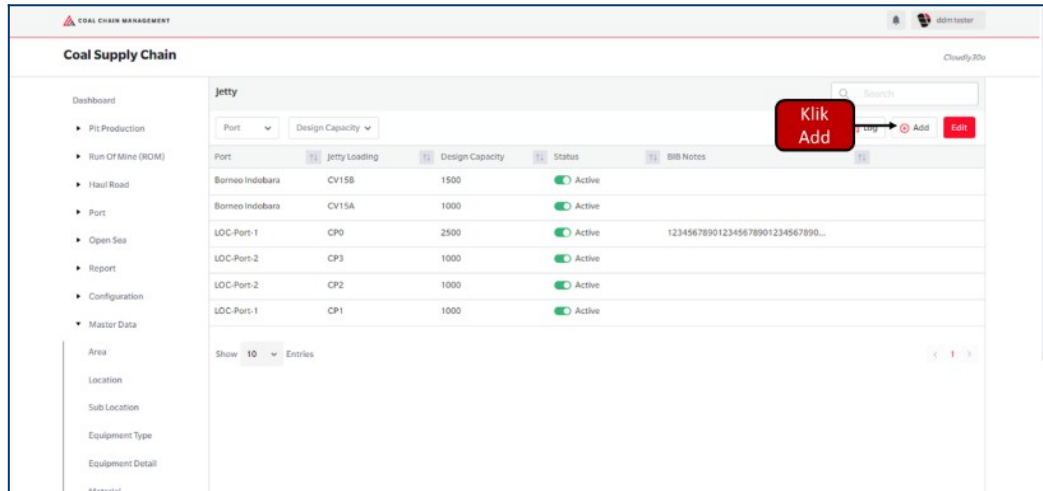 COAL CHAIN MANAGEMENT
ddm tester
Coal Supply Chain
Cloudy30o
Dashboard
Pit Production
Run Of Mine (ROM)
Haul Road
Port
Open Sea
Report
Configuration
Master Data
Area
Location
Sub Location
Equipment Type
Equipment Detail
Material
Jetty
Search
Klik
Add
Port
Design Capacity
Log
Add
Edit
Port Jetty Loading Design Capacity Status BIB Notes
Borneo Indobara CV15B 1500 Active
Borneo Indobara CV15A 1000 Active
LOC-Port-1 CP0 2500 Active 123456789012345678901234567890...
LOC-Port-2 CP3 1000 Active
LOC-Port-2 CP2 1000 Active
LOC-Port-1 CP1 1000 Active
Show 10 Entries
1